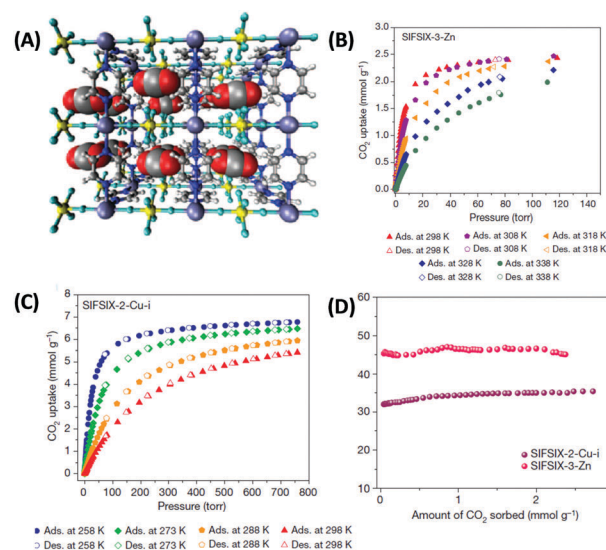 (A)
(B)
SIFSIX-3-Zn
CO2 uptake (mmol g-1)
3.0
2.5
2.0
1.5
1.0
0.5
0.0
0 20 40 60 80 100 120 140
Pressure (torr)
Ads. at 298 K Ads. at 308 K Ads. at 318 K
Des. at 298 K Des. at 308 K Des. at 318 K
Ads. at 328 K Ads. at 338 K
Des. at 328 K Des. at 338 K
(C)
SIFSIX-2-Cu-i
CO2 uptake (mmol g-1)
7
6
5
4
3
2
1
0
0 100 200 300 400 500 600 700 800
Pressure (torr)
Ads. at 258 K Ads. at 273 K Ads. at 288 K Ads. at 298 K
Des. at 258 K Des. at 273 K Des. at 288 K Des. at 298 K
(D)
60
50
40
30
20
10
SIFSIX-2-Cu-i
SIFSIX-3-Zn
0 1 2
Amount of CO2 sorbed (mmol g-1)